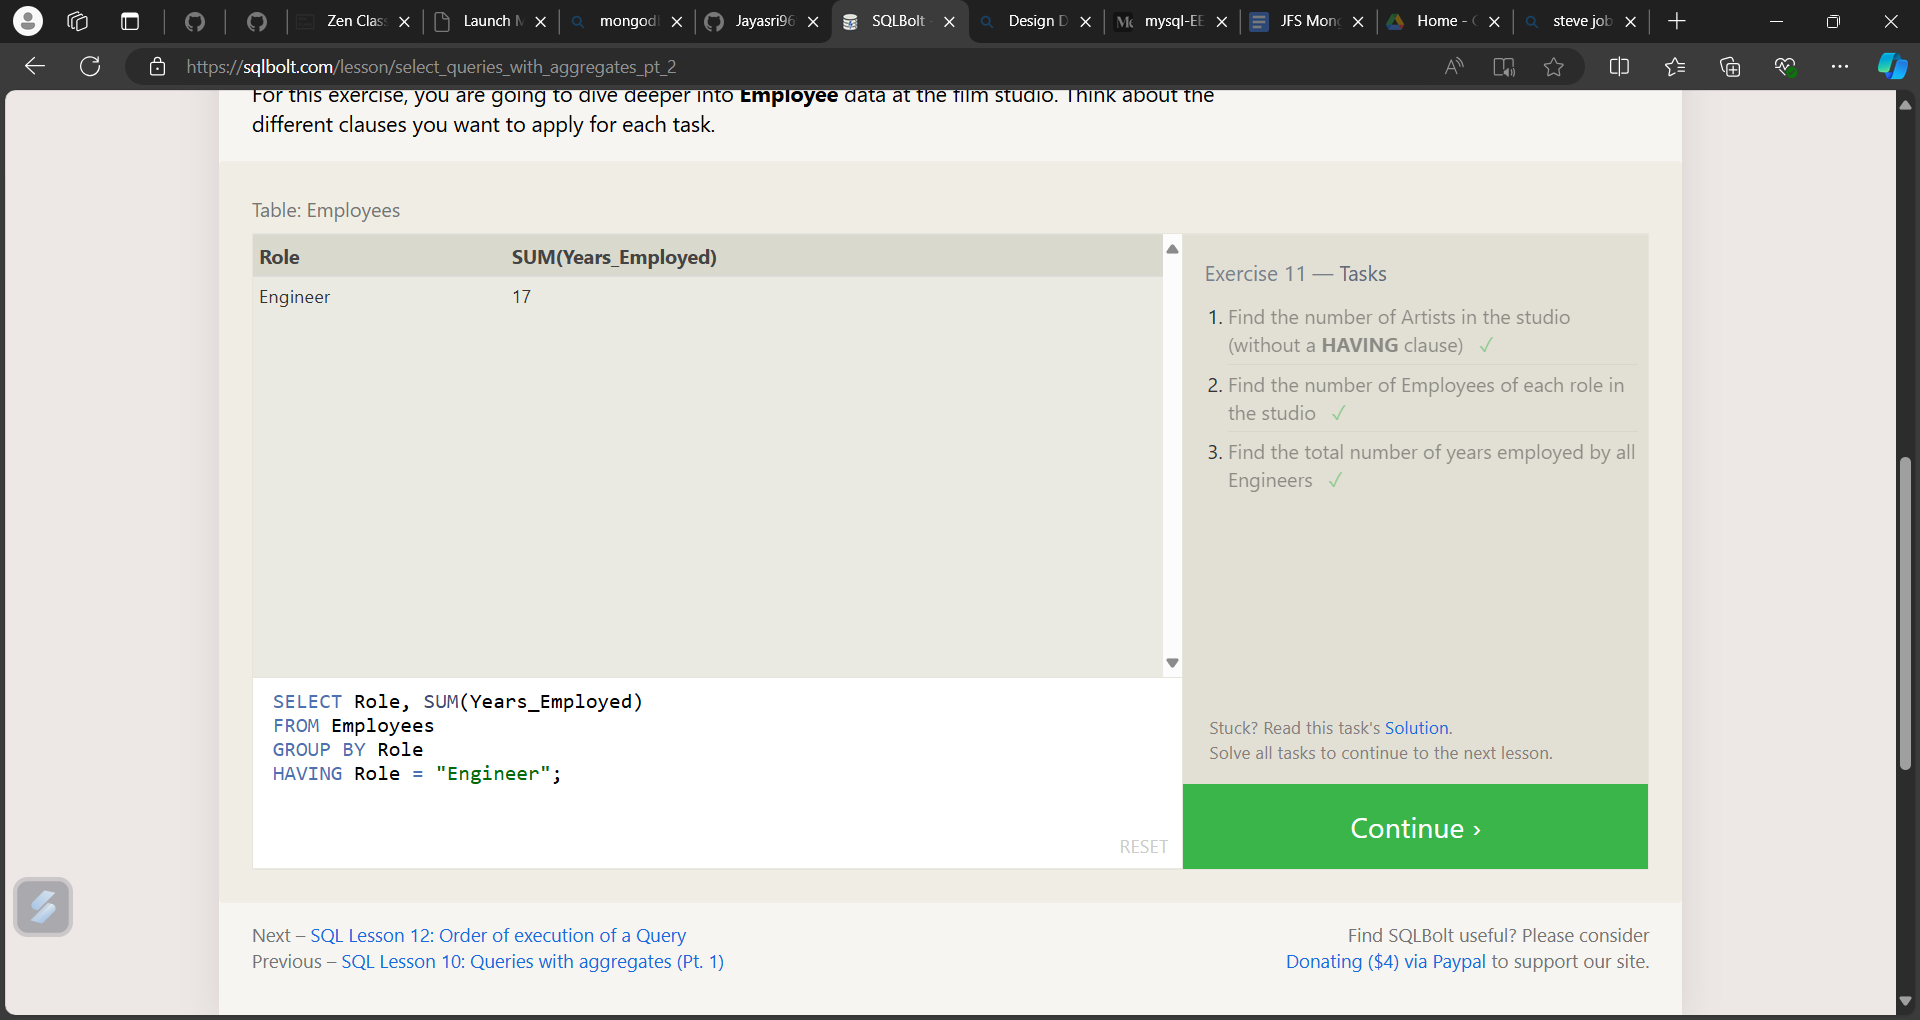 Zen Clas
Launch M
mongodl
Jayasri96
SQLBolt -
Design D
mysql-EE
JFS Mong
Home - G
steve job
https://sqlbolt.com/lesson/select_queries_with_aggregates_pt_2
For this exercise, you are going to dive deeper into Employee data at the film studio. Think about the
different clauses you want to apply for each task.
Table: Employees
Role SUM(Years_Employed)
Engineer 17
Exercise 11 — Tasks
1. Find the number of Artists in the studio
(without a HAVING clause) ✓
2. Find the number of Employees of each role in
the studio ✓
3. Find the total number of years employed by all
Engineers ✓
SELECT Role, SUM(Years_Employed)
FROM Employees
GROUP BY Role
HAVING Role = "Engineer";
RESET
Stuck? Read this task's Solution.
Solve all tasks to continue to the next lesson.
Continue ›
Next – SQL Lesson 12: Order of execution of a Query
Previous – SQL Lesson 10: Queries with aggregates (Pt. 1)
Find SQLBolt useful? Please consider
Donating ($4) via Paypal to support our site.